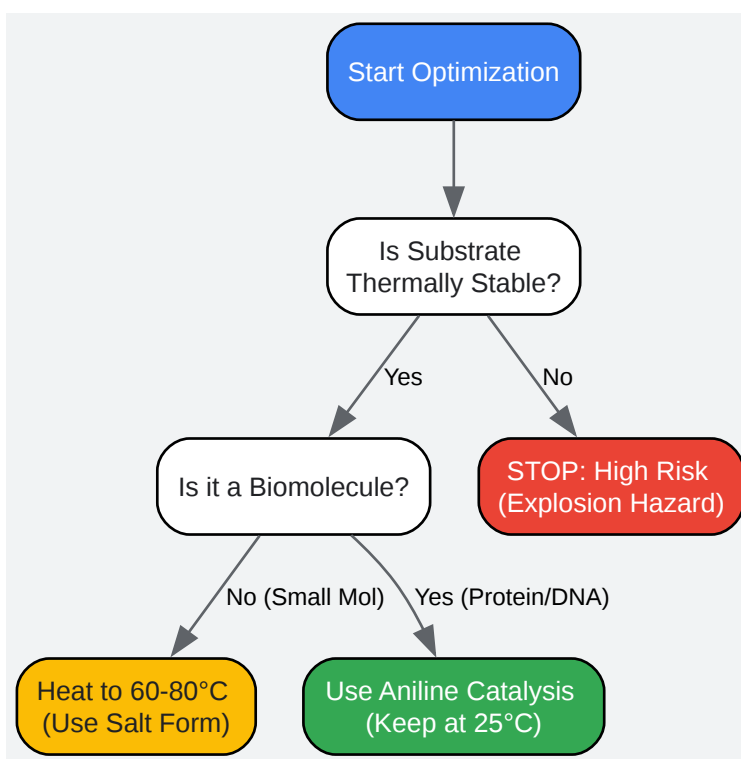 Start Optimization
Is Substrate
Thermally Stable?
Yes
No
Is it a Biomolecule?
STOP: High Risk
(Explosion Hazard)
No (Small Mol)
Yes (Protein/DNA)
Heat to 60-80°C
(Use Salt Form)
Use Aniline Catalysis
(Keep at 25°C)